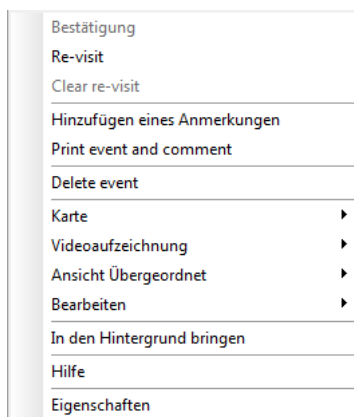 Bestätigung
Re-visit
Clear re-visit
Hinzufügen eines Anmerkungen
Print event and comment
Delete event
Karte
Videoaufzeichnung
Ansicht Übergeordnet
Bearbeiten
In den Hintergrund bringen
Hilfe
Eigenschaften